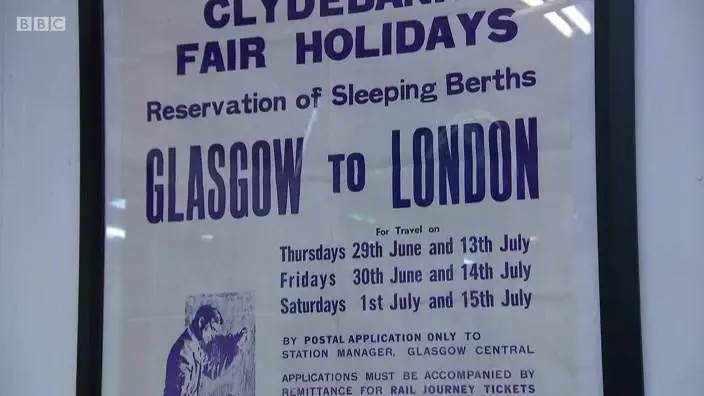 BBC
CLYDEBANK
FAIR HOLIDAYS
Reservation of Sleeping Berths
GLASGOW TO LONDON
For Travel on
Thursdays 29th June and 13th July
Fridays 30th June and 14th July
Saturdays 1st July and 15th July
BY POSTAL APPLICATION ONLY TO
STATION MANAGER, GLASGOW CENTRAL
APPLICATIONS MUST BE ACCOMPANIED BY
REMITTANCE FOR RAIL JOURNEY TICKETS